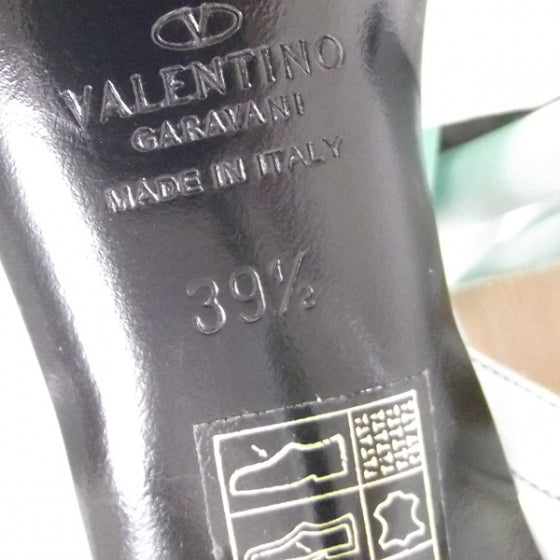 V
VALENTINO
GARAVANI
MADE IN ITALY
39½